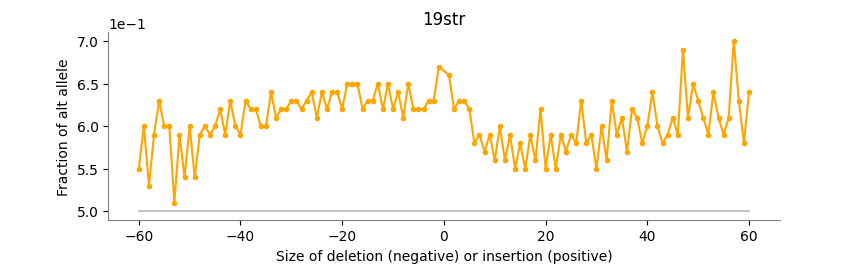 19str
1e−1
7.0
6.5
6.0
5.5
5.0
Fraction of alt allele
−60 −40 −20 0 20 40 60
Size of deletion (negative) or insertion (positive)